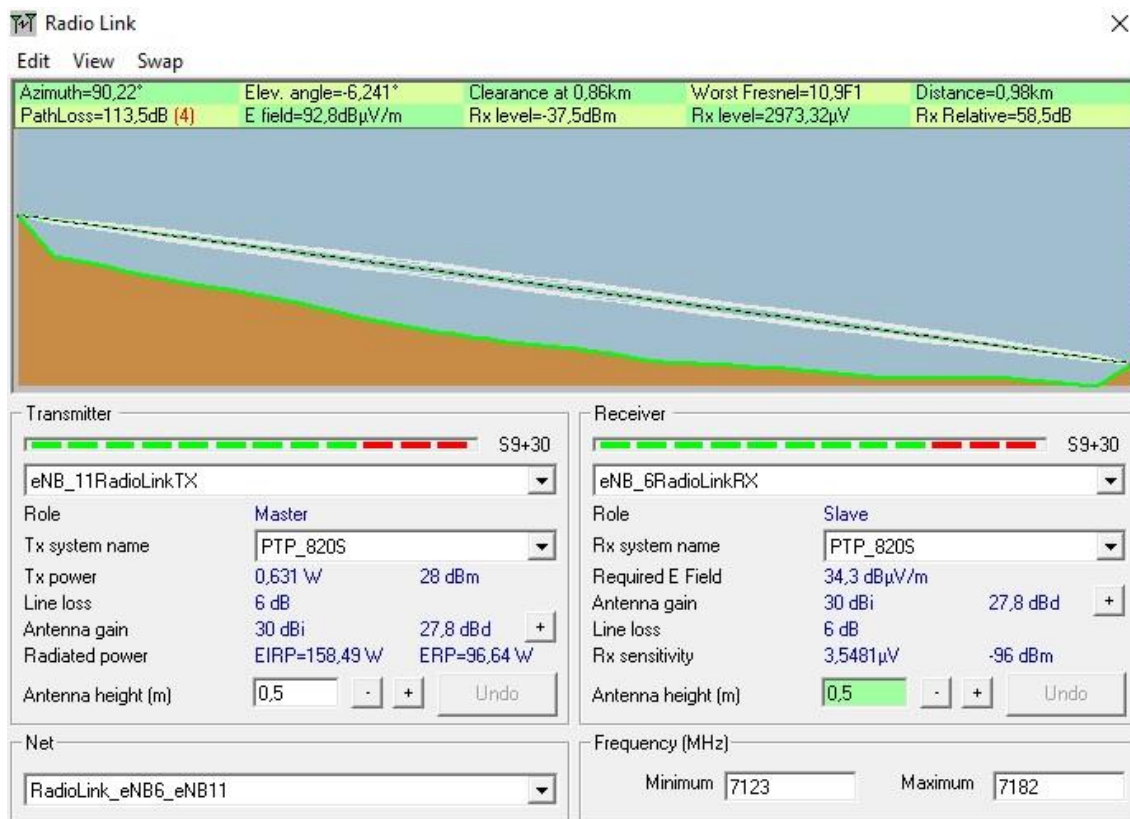 Radio Link
Edit View Swap
Azimuth=90,22° Elev. angle=-6,241° Clearance at 0,86km Worst Fresnel=10,9F1 Distance=0,98km
PathLoss=113,5dB (4) E field=92,8dBµV/m Rx level=-37,5dBm Rx level=2973,32µV Rx Relative=58,5dB
Transmitter
S9+30
eNB_11RadioLinkTX
Role Master
Tx system name PTP_820S
Tx power 0,631 W 28 dBm
Line loss 6 dB
Antenna gain 30 dBi 27,8 dBd +
Radiated power EIRP=158,49 W ERP=96,64 W
Antenna height (m) 0,5 - + Undo
Receiver
S9+30
eNB_6RadioLinkRX
Role Slave
Rx system name PTP_820S
Required E Field 34,3 dBµV/m
Antenna gain 30 dBi 27,8 dBd +
Line loss 6 dB
Rx sensitivity 3,5481µV -96 dBm
Antenna height (m) 0,5 - + Undo
Net
RadioLink_eNB6_eNB11
Frequency (MHz)
Minimum 7123 Maximum 7182